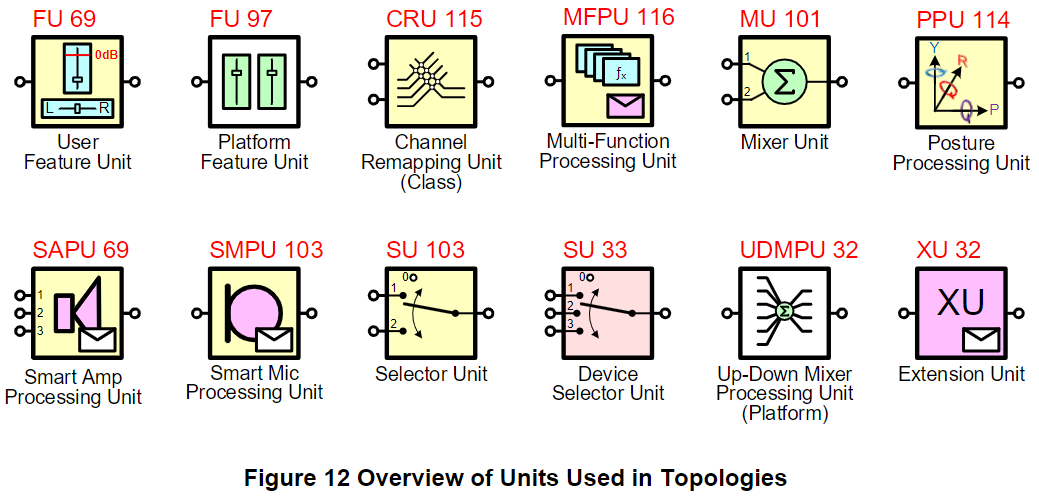 FU 69
FU 97
CRU 115
MFPU 116
MU 101
PPU 114
0dB
L R
ƒx
1
2
Σ
Y
R
P
User
Feature Unit
Platform
Feature Unit
Channel
Remapping Unit
(Class)
Multi-Function
Processing Unit
Mixer Unit
Posture
Processing Unit
SAPU 69
SMPU 103
SU 103
SU 33
UDMPU 32
XU 32
1
2
3
0
1
2
0
1
2
3
Σ
XU
Smart Amp
Processing Unit
Smart Mic
Processing Unit
Selector Unit
Device
Selector Unit
Up-Down Mixer
Processing Unit
(Platform)
Extension Unit
Figure 12 Overview of Units Used in Topologies